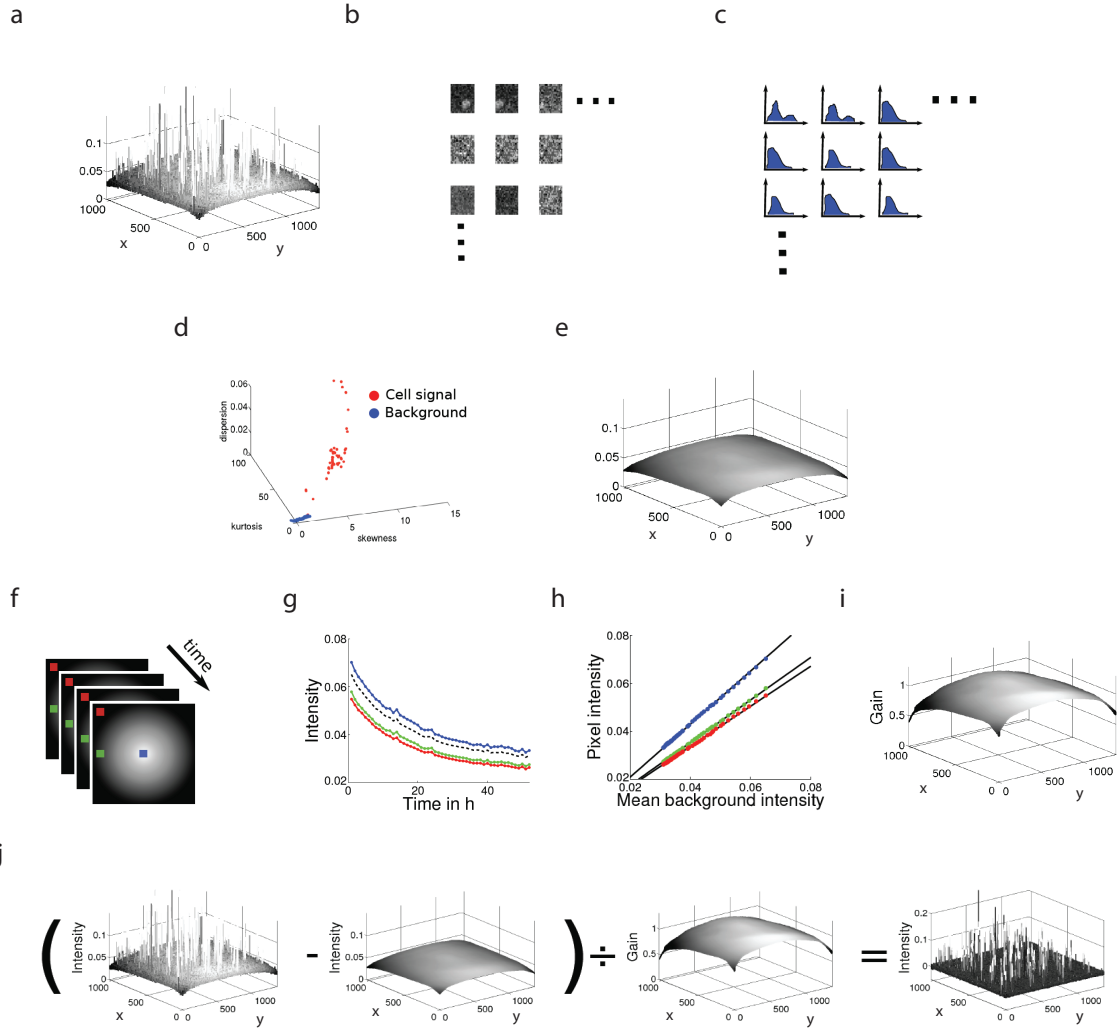 a
b
c
0.1
0.05
0
1000
500
0 0
500
1000
x
y
d
e
0.06
0.04
0.02
0
100
50
0 0
5
10
15
dispersion
kurtosis
skewness
Cell signal
Background
0.1
0.05
0
1000
500
0 0
500
1000
x
y
f
g
h
i
time
0.08
0.06
0.04
0.02
0
20
40
Intensity
Time in h
0.08
0.06
0.04
0.02
0.02
0.04
0.06
0.08
Pixel intensity
Mean background intensity
1
0.5
0
1000
500
0 0
500
1000
Gain
x
y
j
(
Intensity
0.1
0.05
0
1000
500
0 0
500
1000
x
y
-
Intensity
0.1
0.05
0
1000
500
0 0
500
1000
x
y
)
÷
Gain
1
0.5
0
1000
500
0 0
500
1000
x
y
=
Intensity
0.2
0.1
0
1000
500
0 0
500
1000
x
y